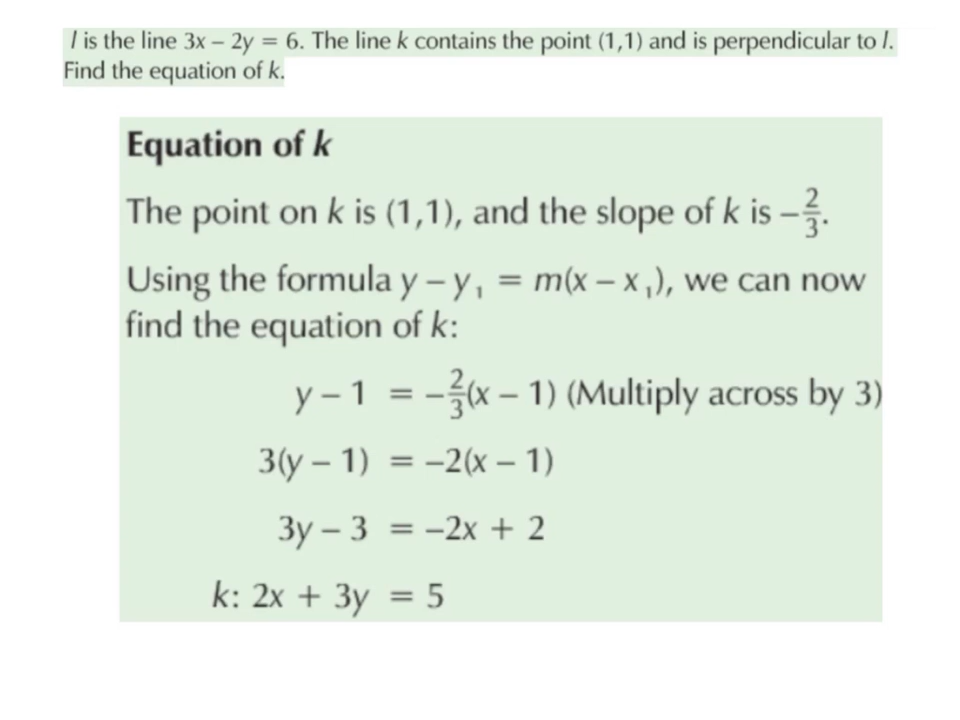 l is the line 3x – 2y = 6. The line k contains the point (1,1) and is perpendicular to l.
Find the equation of k.
Equation of k
The point on k is (1,1), and the slope of k is –2/3.
Using the formula y – y₁ = m(x – x₁), we can now
find the equation of k:
y – 1 = –2/3(x – 1) (Multiply across by 3)
3(y – 1) = –2(x – 1)
3y – 3 = –2x + 2
k: 2x + 3y = 5